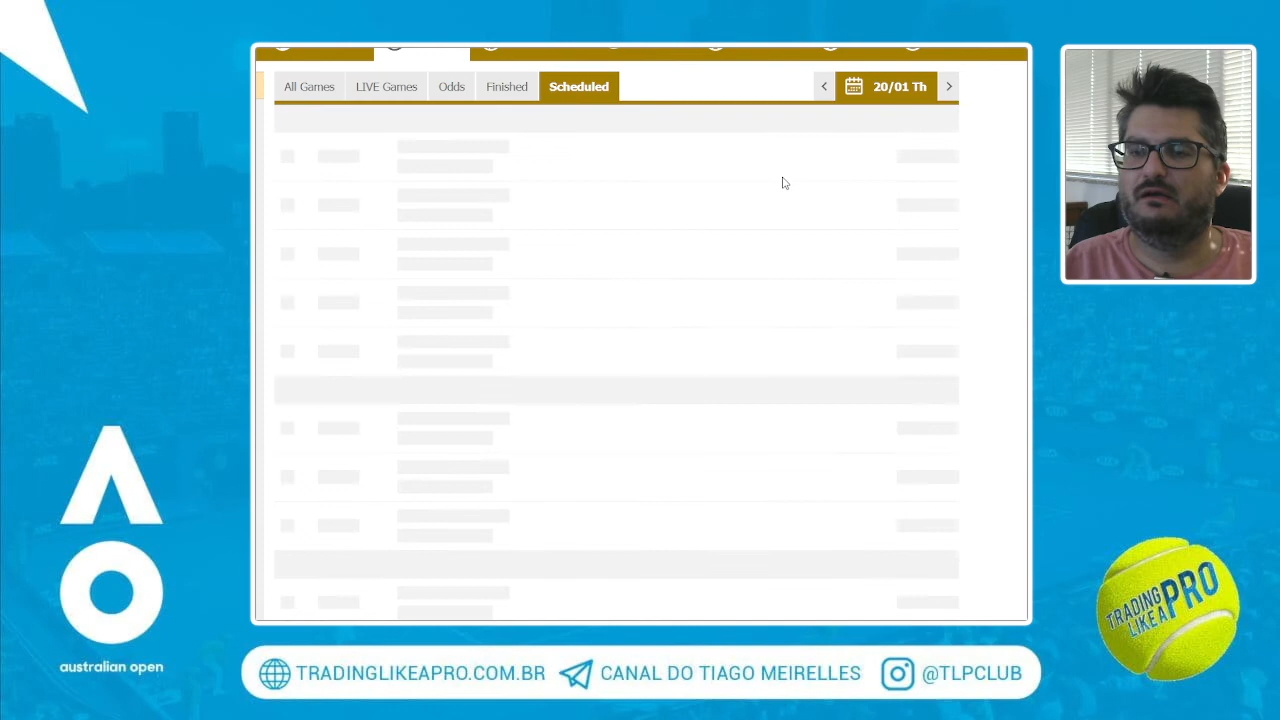 All Games LIVE Games Odds Finished Scheduled 20/01 Th
australian open
TRADING
LIKE A PRO
TRADINGLIKEAPRO.COM.BR CANAL DO TIAGO MEIRELLES @TLPCLUB